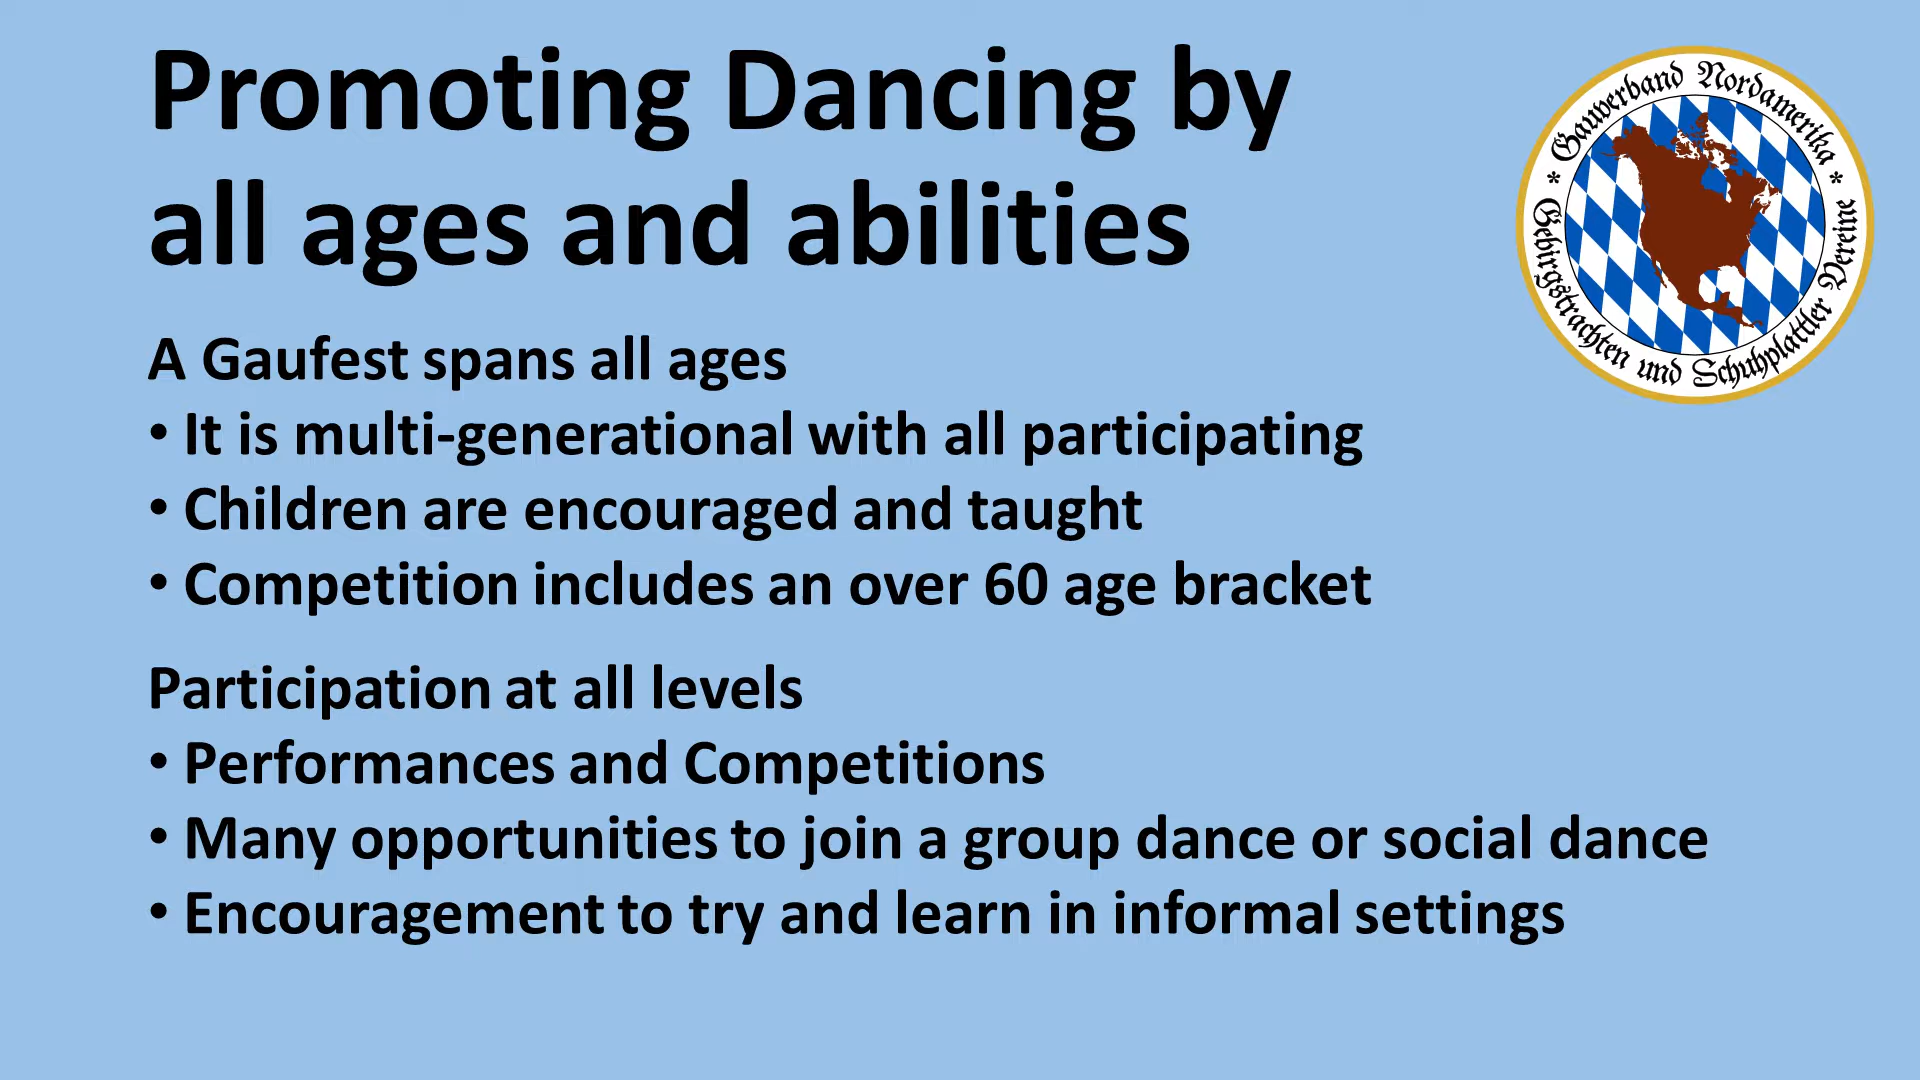 Promoting Dancing by
all ages and abilities
* Gauverband Nordamerika *
Gebirgstrachten und Schuhplattler Vereine
A Gaufest spans all ages
• It is multi-generational with all participating
• Children are encouraged and taught
• Competition includes an over 60 age bracket
Participation at all levels
• Performances and Competitions
• Many opportunities to join a group dance or social dance
• Encouragement to try and learn in informal settings